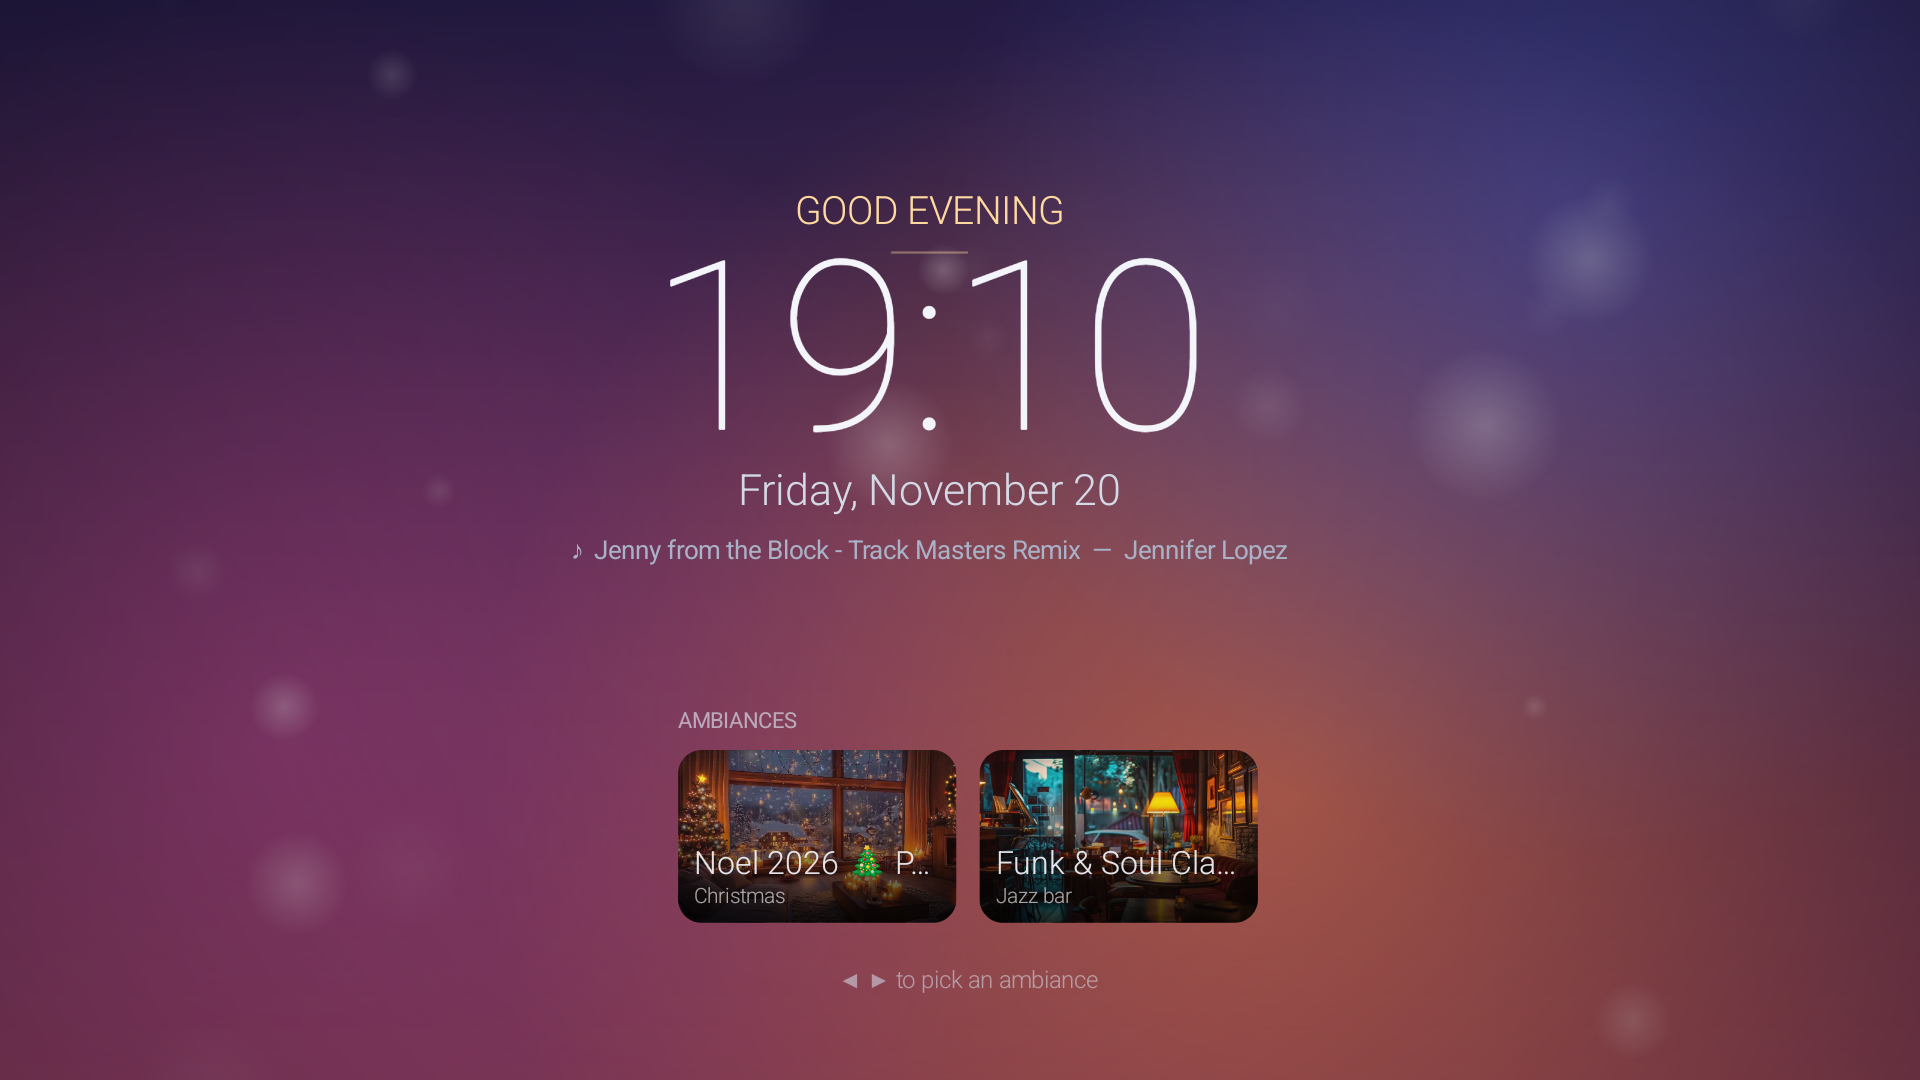 GOOD EVENING
19:10
Friday, November 20
♪ Jenny from the Block - Track Masters Remix — Jennifer Lopez
AMBIANCES
Noel 2026 🎄 P...
Christmas
Funk & Soul Cla...
Jazz bar
◄ ► to pick an ambiance